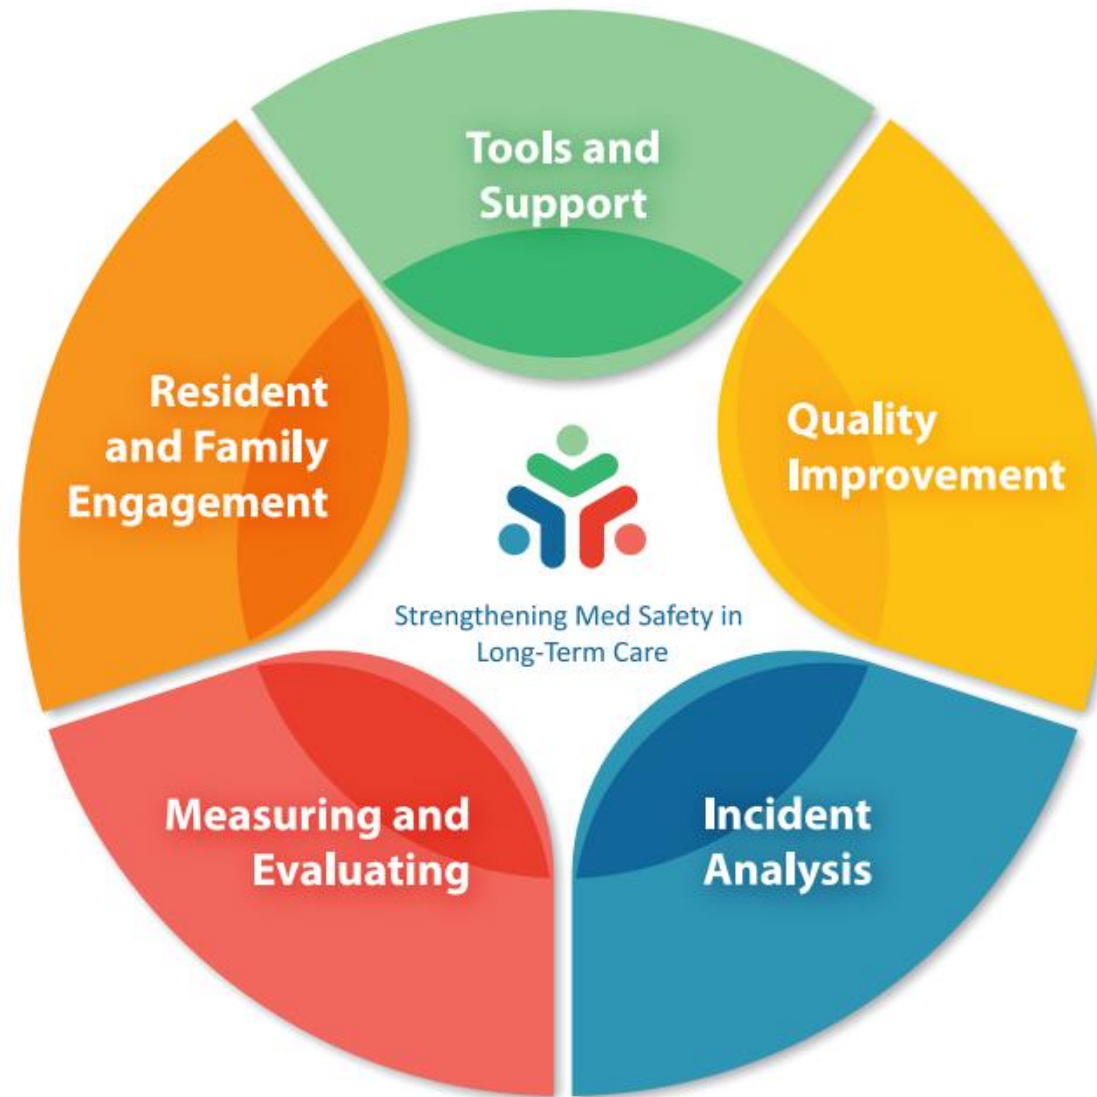 Tools and
Support
Quality
Improvement
Incident
Analysis
Measuring and
Evaluating
Resident
and Family
Engagement
Strengthening Med Safety in
Long-Term Care